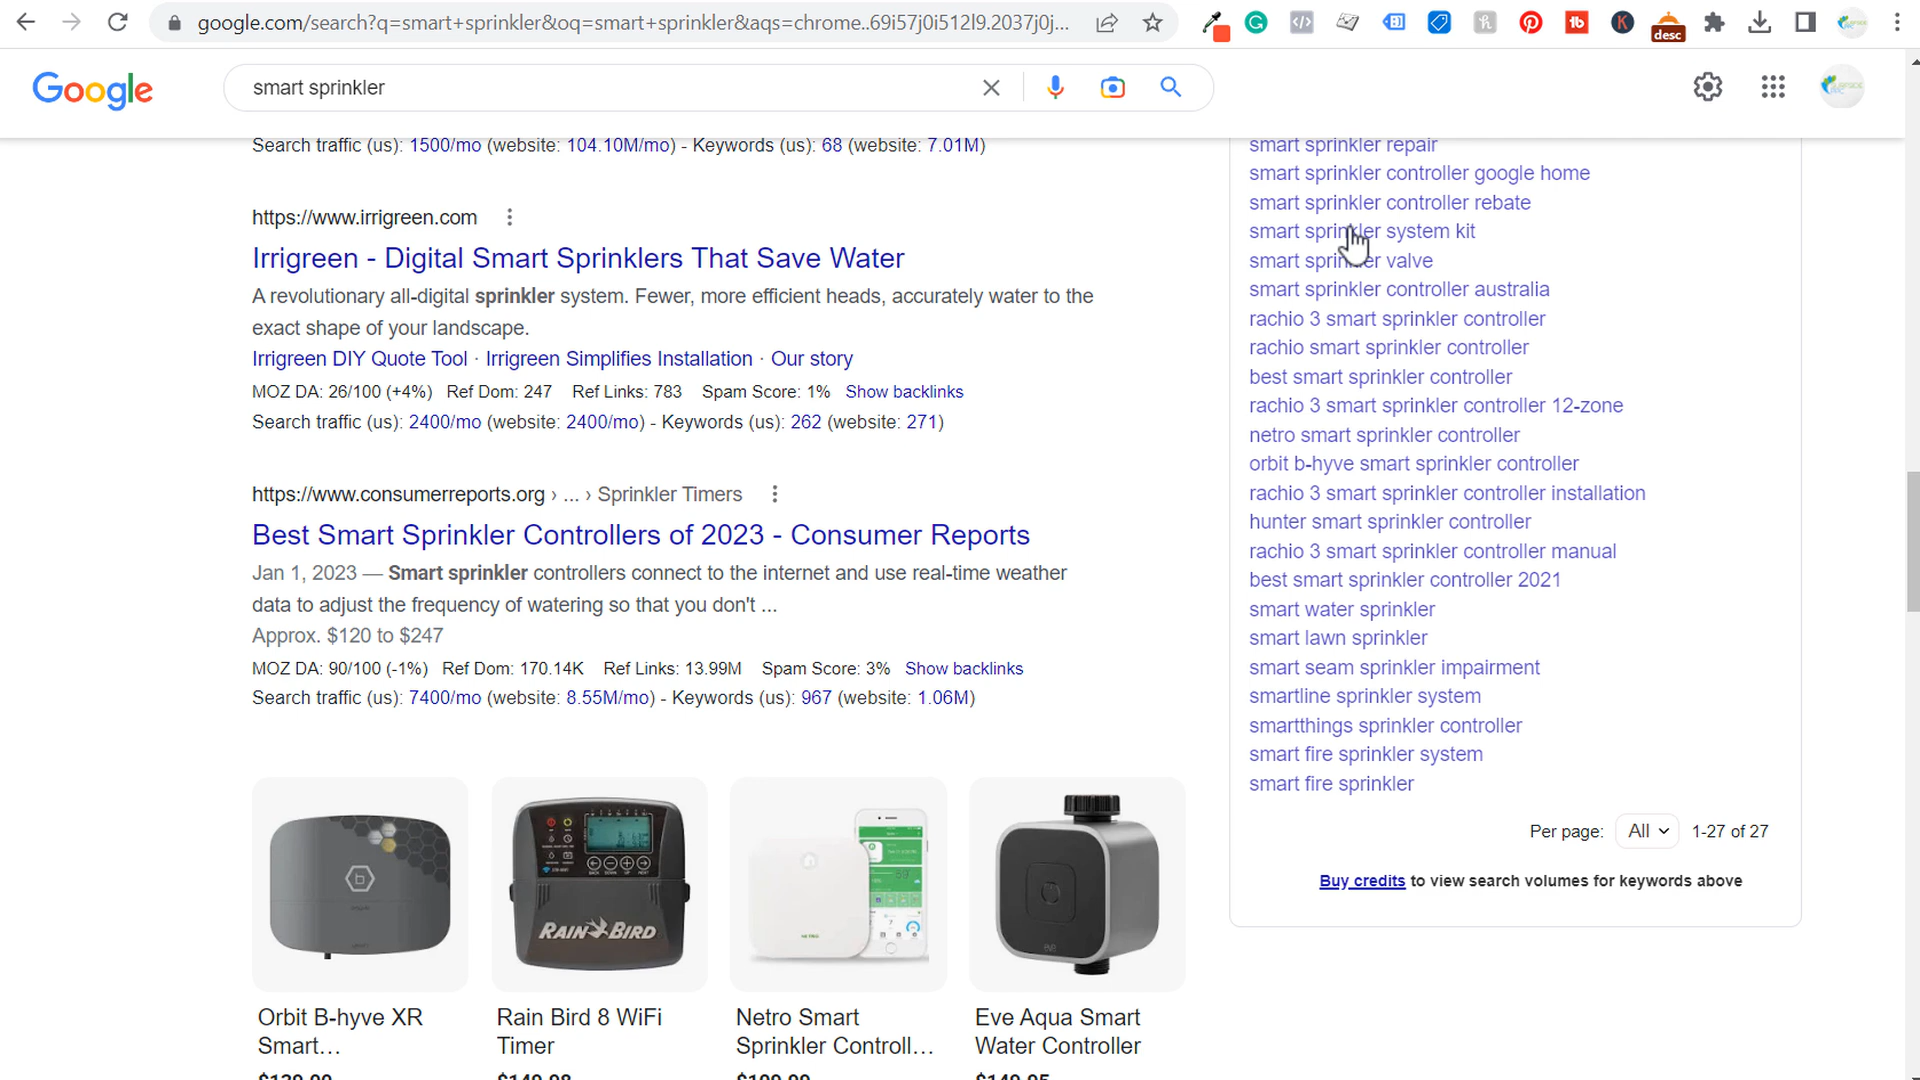 google.com/search?q=smart+sprinkler&oq=smart+sprinkler&aqs=chrome..69i57j0i512l9.2037j0j...
desc
Google
smart sprinkler
Search traffic (us): 1500/mo (website: 104.10M/mo) - Keywords (us): 68 (website: 7.01M)
https://www.irrigreen.com
Irrigreen - Digital Smart Sprinklers That Save Water
A revolutionary all-digital sprinkler system. Fewer, more efficient heads, accurately water to the
exact shape of your landscape.
Irrigreen DIY Quote Tool · Irrigreen Simplifies Installation · Our story
MOZ DA: 26/100 (+4%) Ref Dom: 247 Ref Links: 783 Spam Score: 1% Show backlinks
Search traffic (us): 2400/mo (website: 2400/mo) - Keywords (us): 262 (website: 271)
https://www.consumerreports.org › ... › Sprinkler Timers
Best Smart Sprinkler Controllers of 2023 - Consumer Reports
Jan 1, 2023 — Smart sprinkler controllers connect to the internet and use real-time weather
data to adjust the frequency of watering so that you don't ...
Approx. $120 to $247
MOZ DA: 90/100 (-1%) Ref Dom: 170.14K Ref Links: 13.99M Spam Score: 3% Show backlinks
Search traffic (us): 7400/mo (website: 8.55M/mo) - Keywords (us): 967 (website: 1.06M)
RAIN BIRD
Orbit B-hyve XR
Smart...
Rain Bird 8 WiFi
Timer
Netro Smart
Sprinkler Controll...
Eve Aqua Smart
Water Controller
$139.99
$149.98
$109.99
$149.95
smart sprinkler repair
smart sprinkler controller google home
smart sprinkler controller rebate
smart sprinkler system kit
smart sprinkler valve
smart sprinkler controller australia
rachio 3 smart sprinkler controller
rachio smart sprinkler controller
best smart sprinkler controller
rachio 3 smart sprinkler controller 12-zone
netro smart sprinkler controller
orbit b-hyve smart sprinkler controller
rachio 3 smart sprinkler controller installation
hunter smart sprinkler controller
rachio 3 smart sprinkler controller manual
best smart sprinkler controller 2021
smart water sprinkler
smart lawn sprinkler
smart seam sprinkler impairment
smartline sprinkler system
smartthings sprinkler controller
smart fire sprinkler system
smart fire sprinkler
Per page: All 1-27 of 27
Buy credits to view search volumes for keywords above